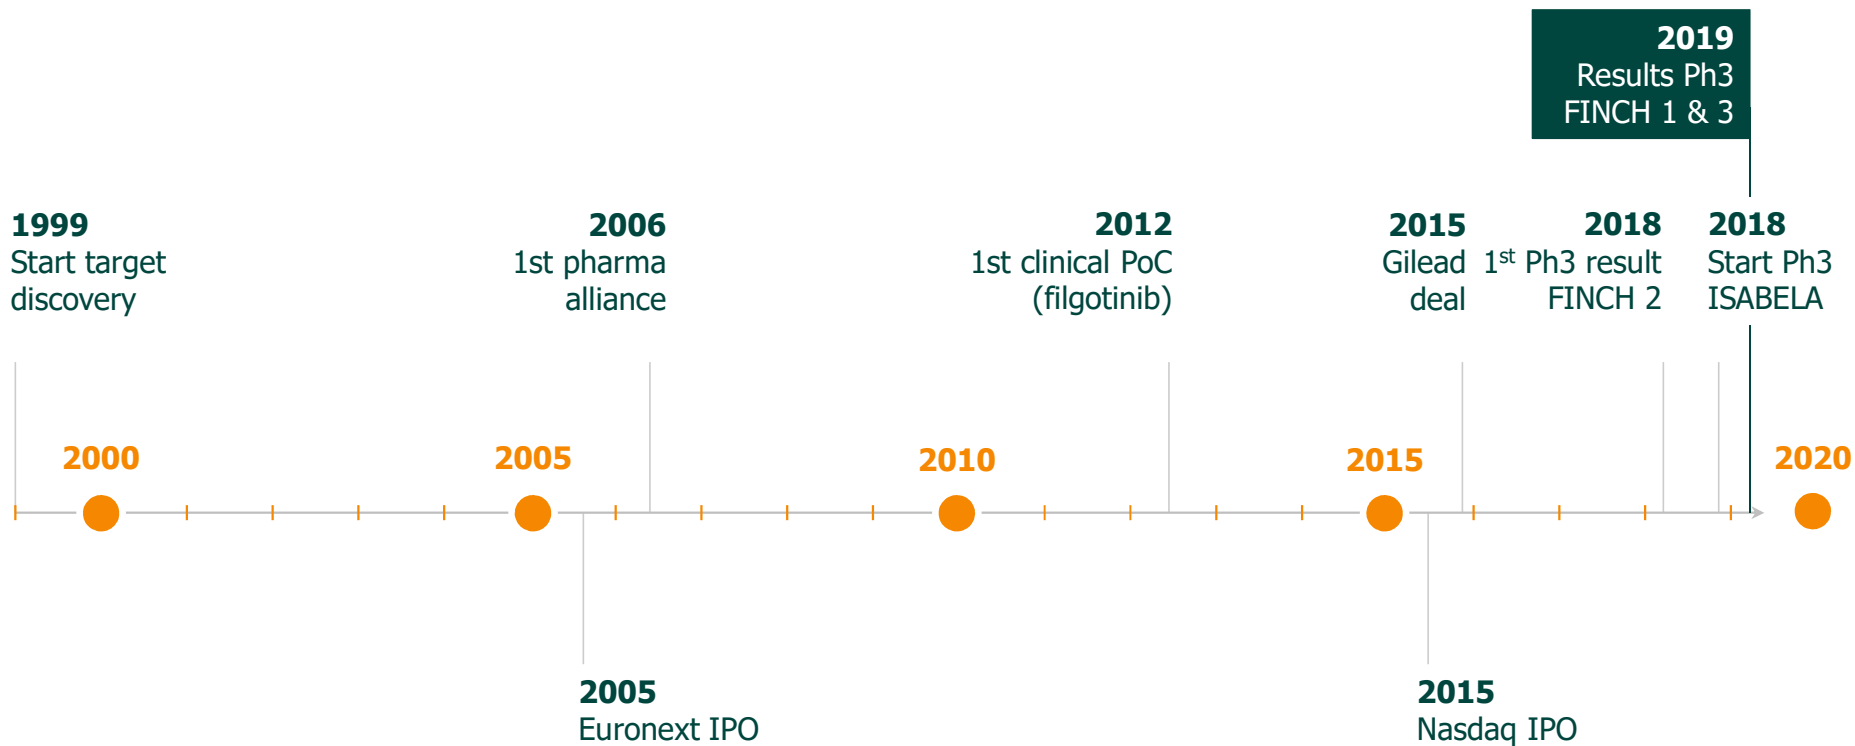 2019
Results Ph3
FINCH 1 & 3
1999
Start target
discovery
2006
1st pharma
alliance
2012
1st clinical PoC
(filgotinib)
2015
Gilead
deal
2018
1st Ph3 result
FINCH 2
2018
Start Ph3
ISABELA
2000
2005
2010
2015
2020
2005
Euronext IPO
2015
Nasdaq IPO